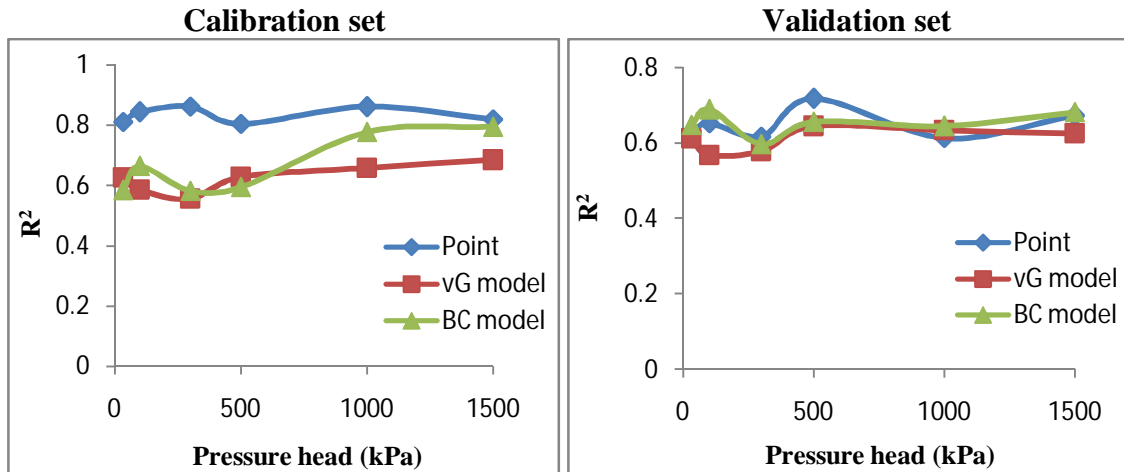 Calibration set
1
0.8
0.6
0.4
0.2
0
R²
0
500
1000
1500
Pressure head (kPa)
Point
vG model
BC model
Validation set
0.8
0.6
0.4
0.2
0
R²
0
500
1000
1500
Pressure head (kPa)
Point
vG model
BC model